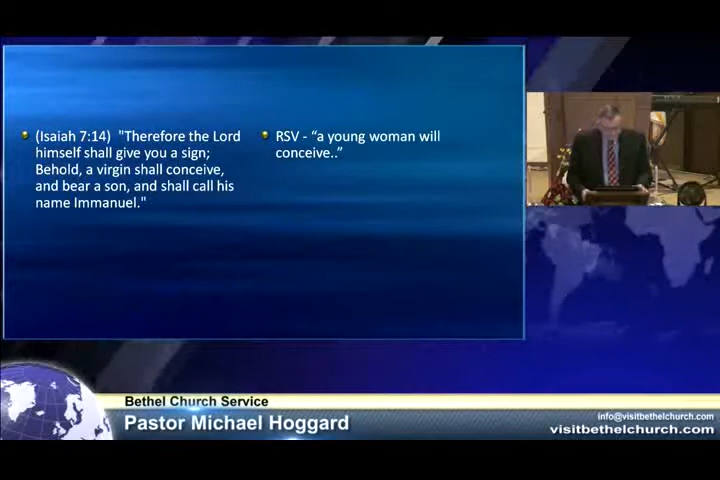 (Isaiah 7:14) "Therefore the Lord
himself shall give you a sign;
Behold, a virgin shall conceive,
and bear a son, and shall call his
name Immanuel."
RSV - “a young woman will
conceive..”
Bethel Church Service
Pastor Michael Hoggard
info@visitbethelchurch.com
visitbethelchurch.com